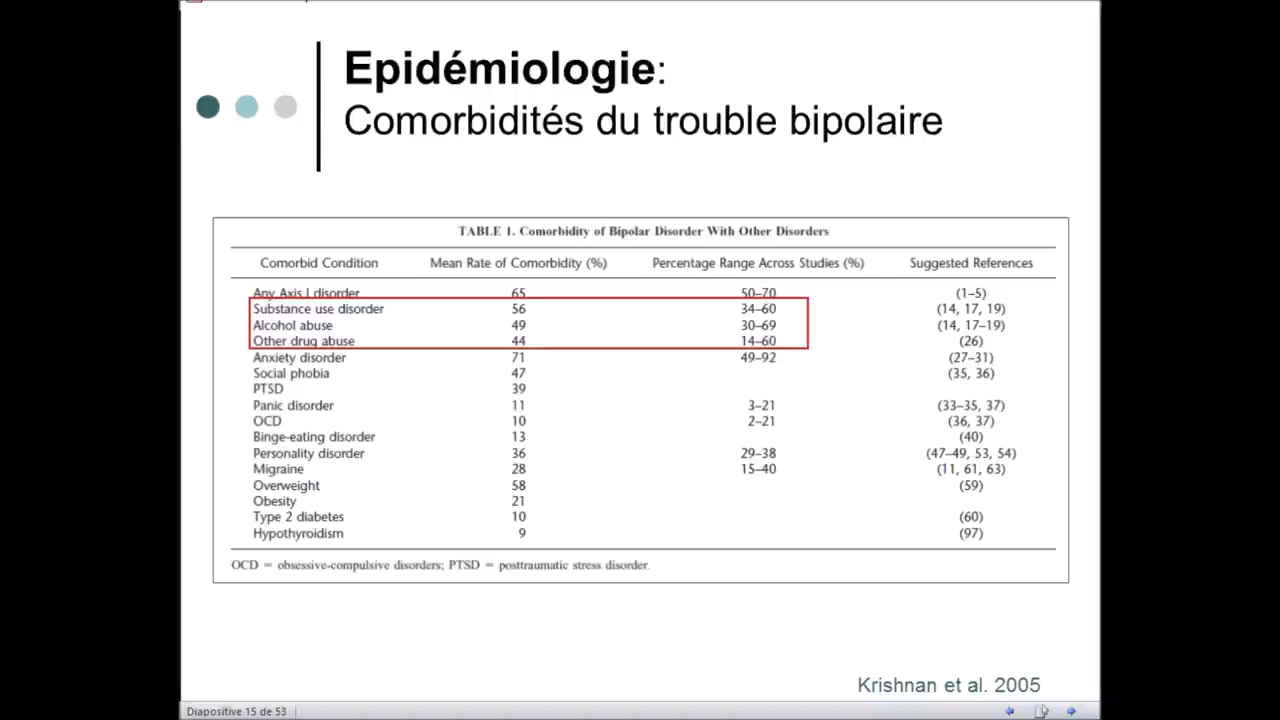 Epidémiologie:
Comorbidités du trouble bipolaire
TABLE 1. Comorbidity of Bipolar Disorder With Other Disorders
Comorbid Condition Mean Rate of Comorbidity (%) Percentage Range Across Studies (%) Suggested References
Any Axis I disorder 65 50–70 (1–5)
Substance use disorder 56 34–60 (14, 17, 19)
Alcohol abuse 49 30–69 (14, 17–19)
Other drug abuse 44 14–60 (26)
Anxiety disorder 71 49–92 (27–31)
Social phobia 47 (35, 36)
PTSD 39
Panic disorder 11 3–21 (33–35, 37)
OCD 10 2–21 (36, 37)
Binge-eating disorder 13 (40)
Personality disorder 36 29–38 (47–49, 53, 54)
Migraine 28 15–40 (11, 61, 63)
Overweight 58 (59)
Obesity 21
Type 2 diabetes 10 (60)
Hypothyroidism 9 (97)
OCD = obsessive-compulsive disorders; PTSD = posttraumatic stress disorder.
Krishnan et al. 2005
Diapositive 15 de 53